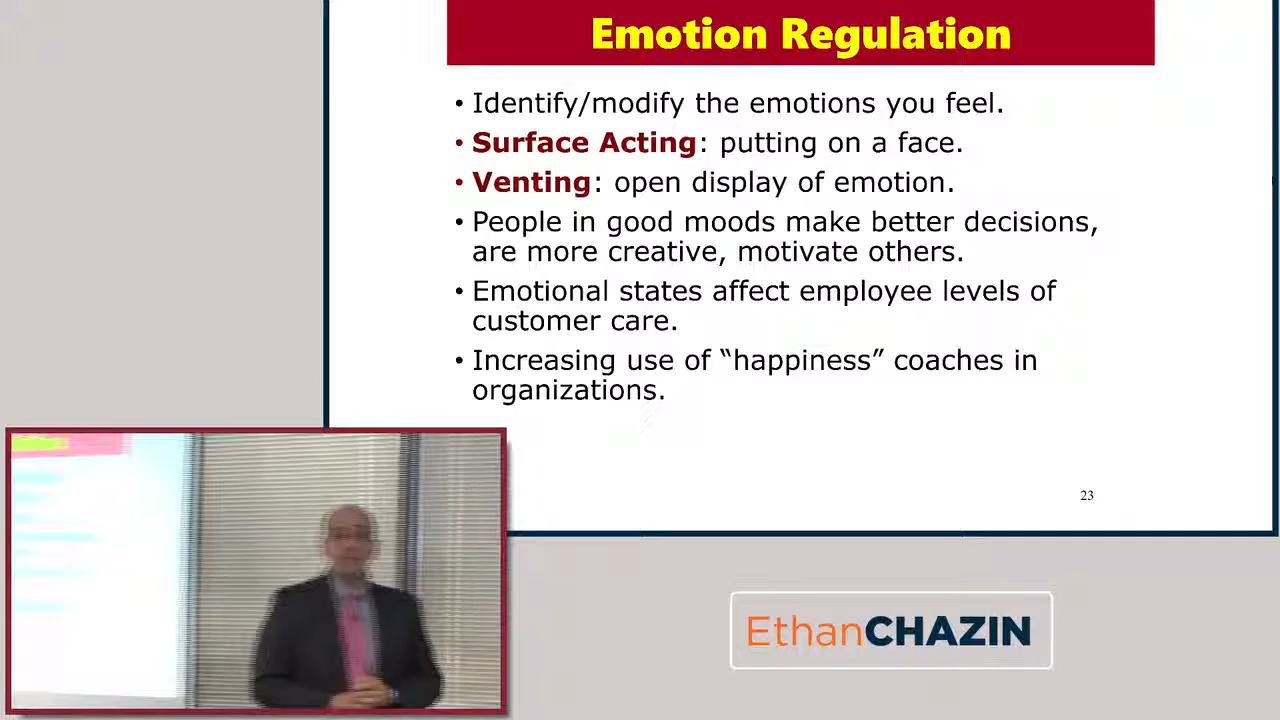 Emotion Regulation
• Identify/modify the emotions you feel.
• Surface Acting: putting on a face.
• Venting: open display of emotion.
• People in good moods make better decisions,
are more creative, motivate others.
• Emotional states affect employee levels of
customer care.
• Increasing use of “happiness” coaches in
organizations.
23
EthanCHAZIN